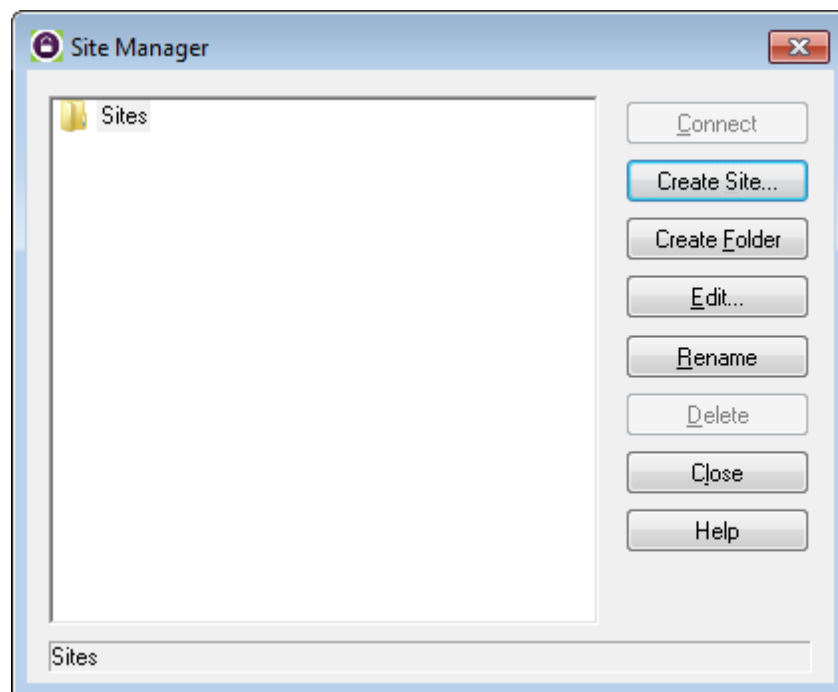 Site Manager
Sites
Connect
Create Site...
Create Folder
Edit...
Rename
Delete
Close
Help
Sites